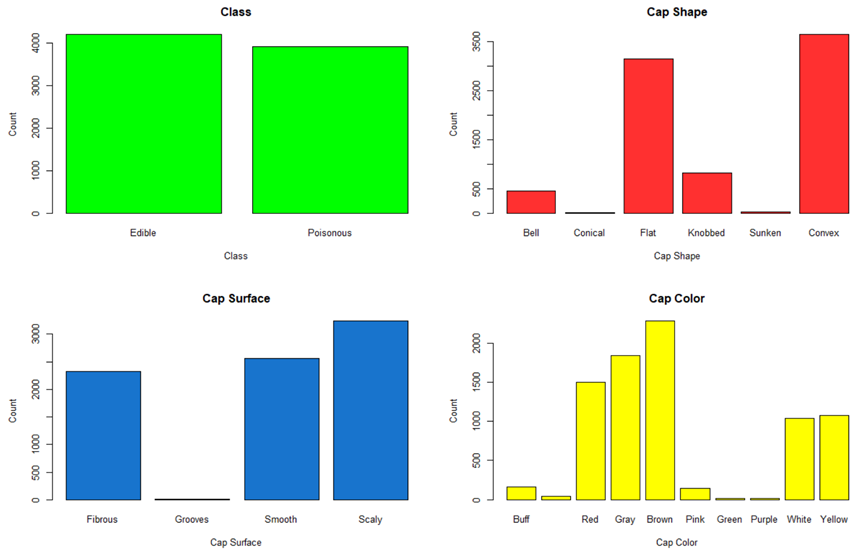 Class
Count
0
1000
2000
3000
4000
Edible
Poisonous
Class
Cap Shape
Count
0
500
1500
2500
3500
Bell
Conical
Flat
Knobbed
Sunken
Convex
Cap Shape
Cap Surface
Count
0
500
1000
2000
3000
Fibrous
Grooves
Smooth
Scaly
Cap Surface
Cap Color
Count
0
500
1000
1500
2000
Buff
Red
Gray
Brown
Pink
Green
Purple
White
Yellow
Cap Color